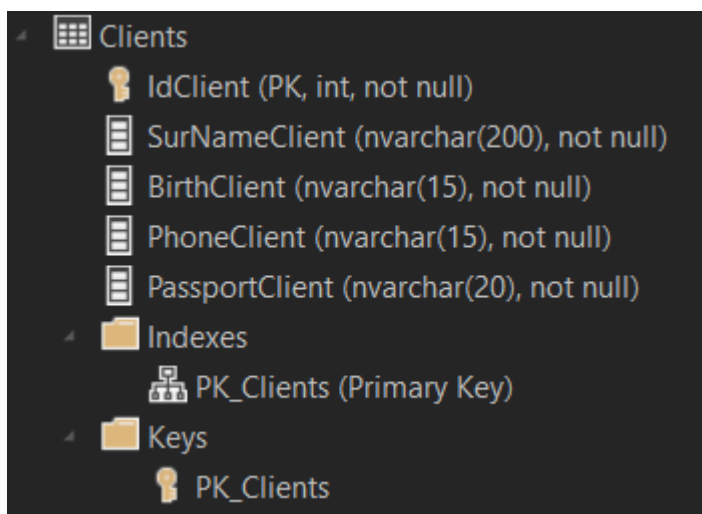 Clients
IdClient (PK, int, not null)
SurNameClient (nvarchar(200), not null)
BirthClient (nvarchar(15), not null)
PhoneClient (nvarchar(15), not null)
PassportClient (nvarchar(20), not null)
Indexes
PK_Clients (Primary Key)
Keys
PK_Clients